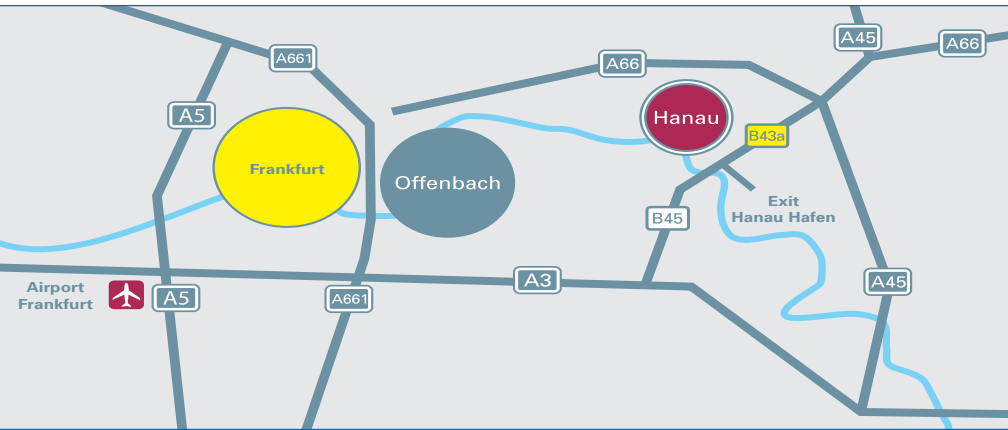 A45
A66
A661
A66
A5
Hanau
B43a
Frankfurt
Offenbach
Exit
Hanau Hafen
B45
A3
A45
Airport
Frankfurt
A5
A661